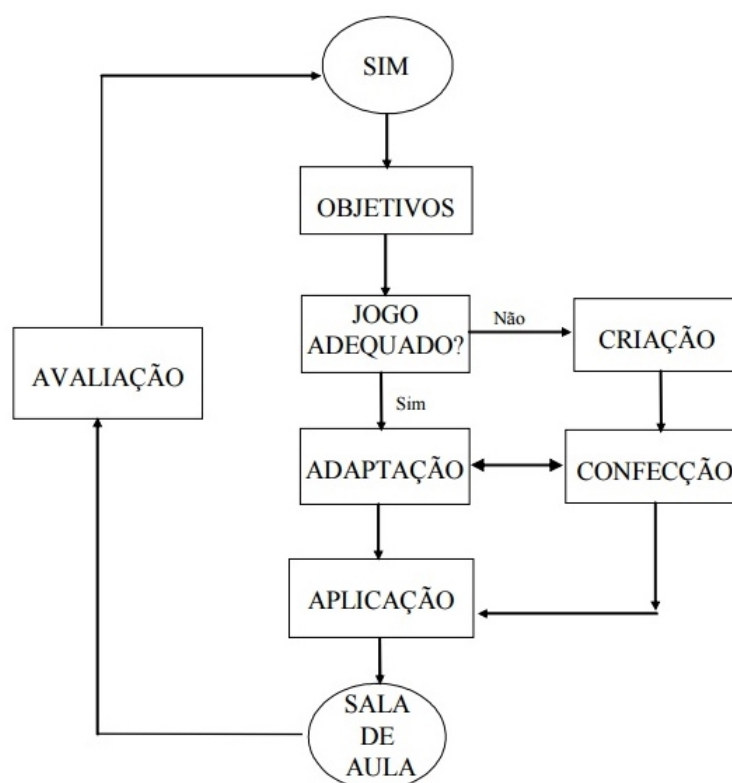 SIM
OBJETIVOS
JOGO
ADEQUADO?
Não
CRIAÇÃO
AVALIAÇÃO
Sim
ADAPTAÇÃO
CONFECÇÃO
APLICAÇÃO
SALA
DE
AULA